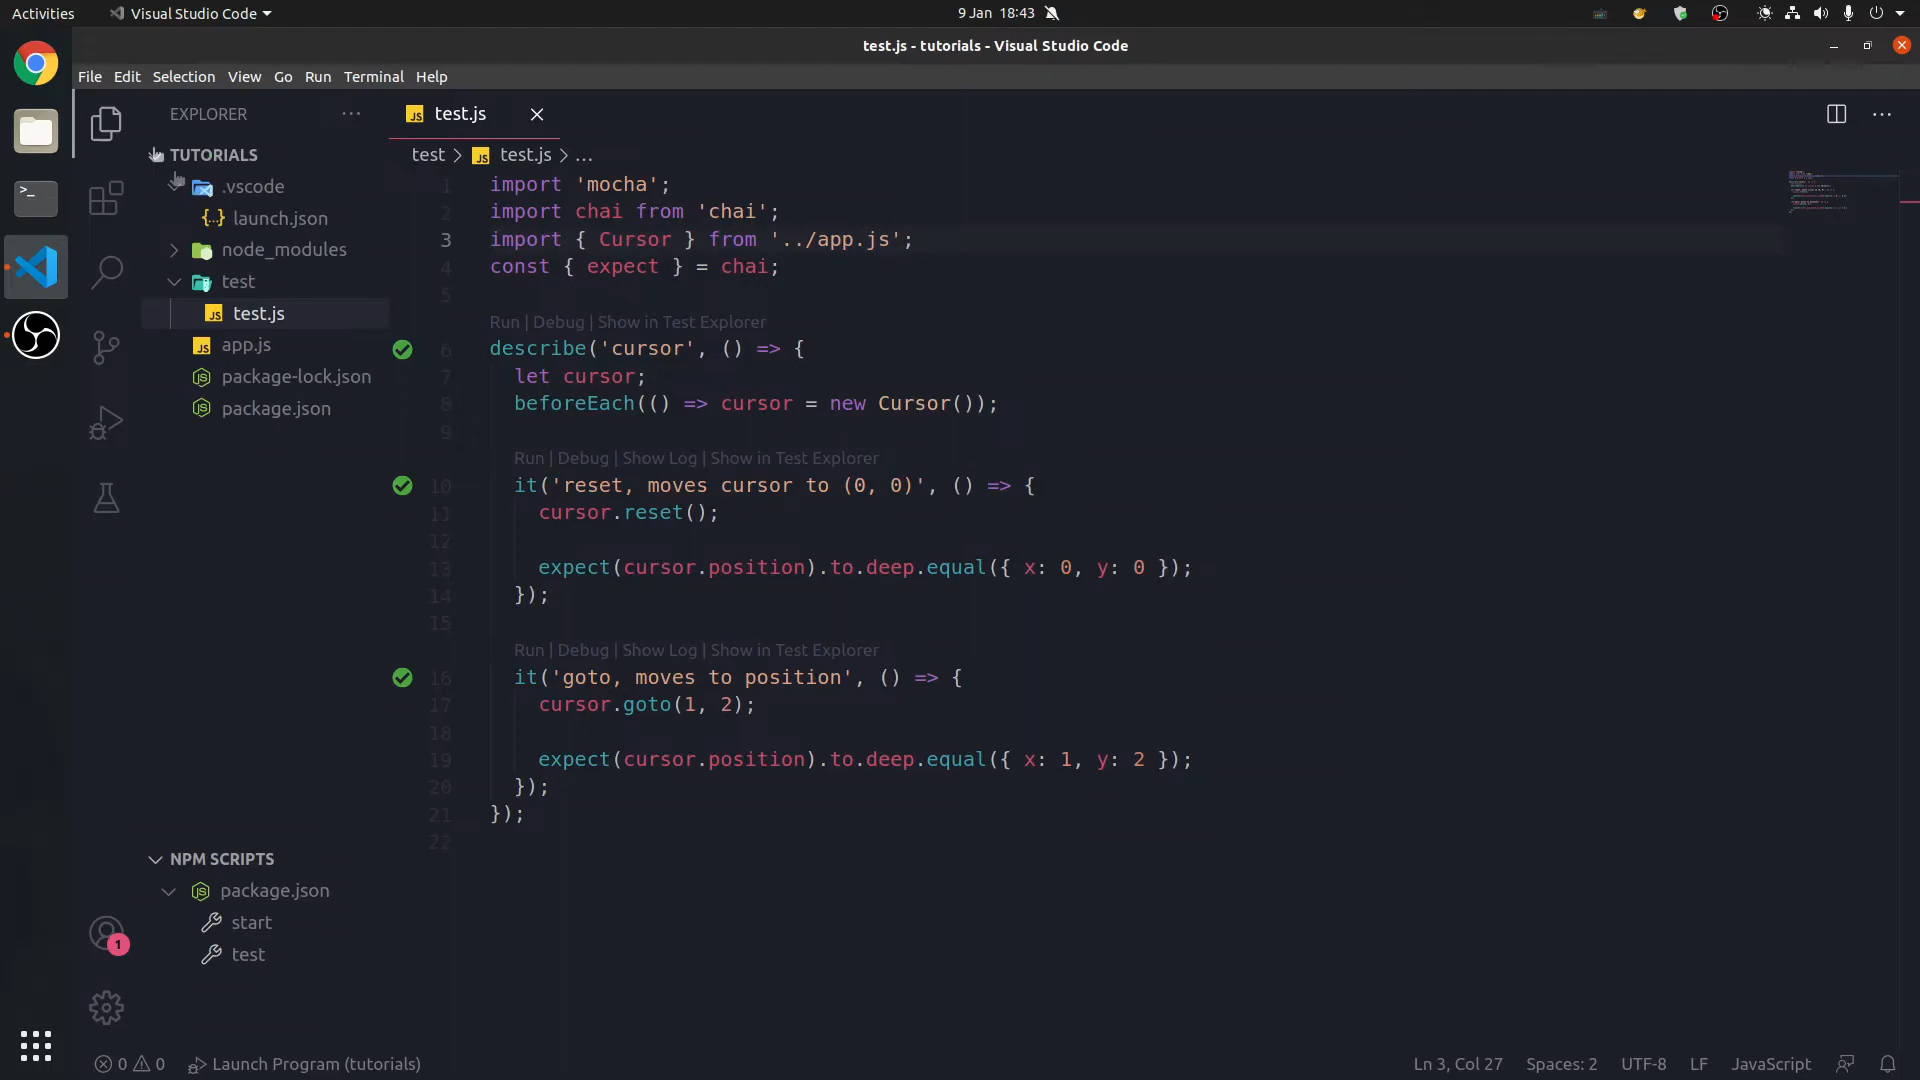 Activities
Visual Studio Code
9 Jan 18:43
test.js - tutorials - Visual Studio Code
File Edit Selection View Go Run Terminal Help
EXPLORER
TUTORIALS
.vscode
launch.json
node_modules
test
test.js
app.js
package-lock.json
package.json
NPM SCRIPTS
package.json
start
test
1
test.js
test > test.js > ...
1 import 'mocha';
2 import chai from 'chai';
3 import { Cursor } from '../app.js';
4 const { expect } = chai;
5
Run | Debug | Show in Test Explorer
6 describe('cursor', () => {
7 let cursor;
8 beforeEach(() => cursor = new Cursor());
9
Run | Debug | Show Log | Show in Test Explorer
10 it('reset, moves cursor to (0, 0)', () => {
11 cursor.reset();
12
13 expect(cursor.position).to.deep.equal({ x: 0, y: 0 });
14 });
15
Run | Debug | Show Log | Show in Test Explorer
16 it('goto, moves to position', () => {
17 cursor.goto(1, 2);
18
19 expect(cursor.position).to.deep.equal({ x: 1, y: 2 });
20 });
21 });
22
0 0 Launch Program (tutorials)
Ln 3, Col 27 Spaces: 2 UTF-8 LF JavaScript